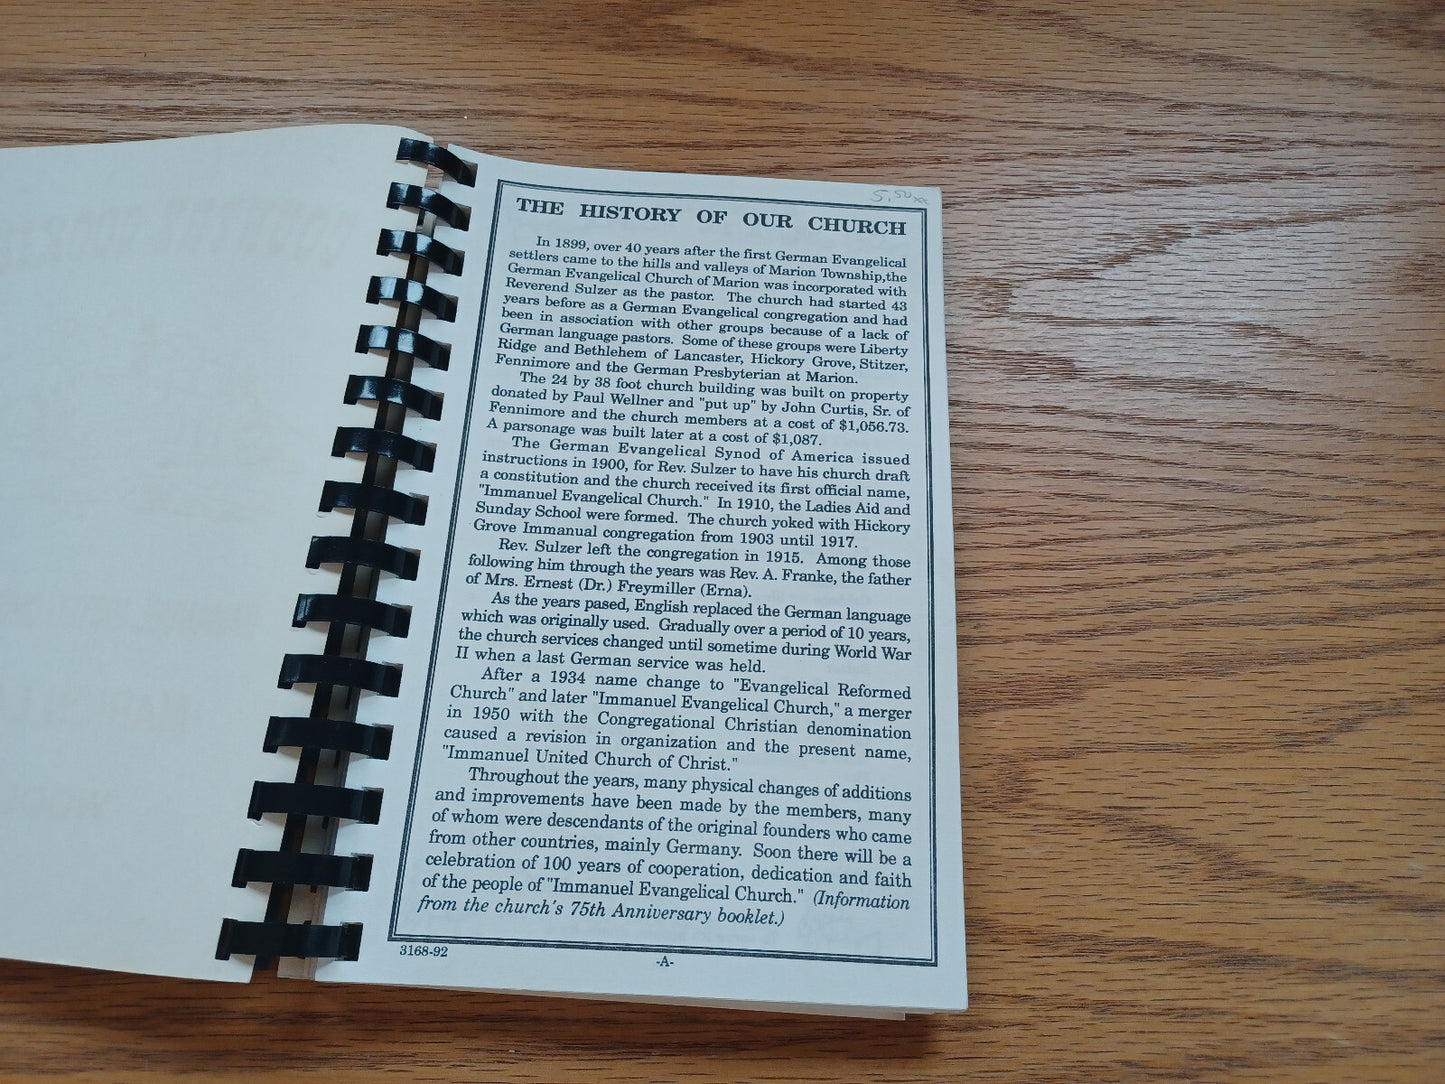 5.50
THE HISTORY OF OUR CHURCH
In 1899, over 40 years after the first German Evangelical
settlers came to the hills and valleys of Marion Township,the
German Evangelical Church of Marion was incorporated with
Reverend Sulzer as the pastor. The church had started 43
years before as a German Evangelical congregation and had
been in association with other groups because of a lack of
German language pastors. Some of these groups were Liberty
Ridge and Bethlehem of Lancaster, Hickory Grove, Stitzer,
Fennimore and the German Presbyterian at Marion.
The 24 by 38 foot church building was built on property
donated by Paul Wellner and "put up" by John Curtis, Sr. of
Fennimore and the church members at a cost of $1,056.73.
A parsonage was built later at a cost of $1,087.
The German Evangelical Synod of America issued
instructions in 1900, for Rev. Sulzer to have his church draft
a constitution and the church received its first official name,
"Immanuel Evangelical Church." In 1910, the Ladies Aid and
Sunday School were formed. The church yoked with Hickory
Grove Immanual congregation from 1903 until 1917.
Rev. Sulzer left the congregation in 1915. Among those
following him through the years was Rev. A. Franke, the father
of Mrs. Ernest (Dr.) Freymiller (Erna).
As the years pased, English replaced the German language
which was originally used. Gradually over a period of 10 years,
the church services changed until sometime during World War
II when a last German service was held.
After a 1934 name change to "Evangelical Reformed
Church" and later "Immanuel Evangelical Church," a merger
in 1950 with the Congregational Christian denomination
caused a revision in organization and the present name,
"Immanuel United Church of Christ."
Throughout the years, many physical changes of additions
and improvements have been made by the members, many
of whom were descendants of the original founders who came
from other countries, mainly Germany. Soon there will be a
celebration of 100 years of cooperation, dedication and faith
of the people of "Immanuel Evangelical Church." (Information
from the church's 75th Anniversary booklet.)
3168-92
-A-